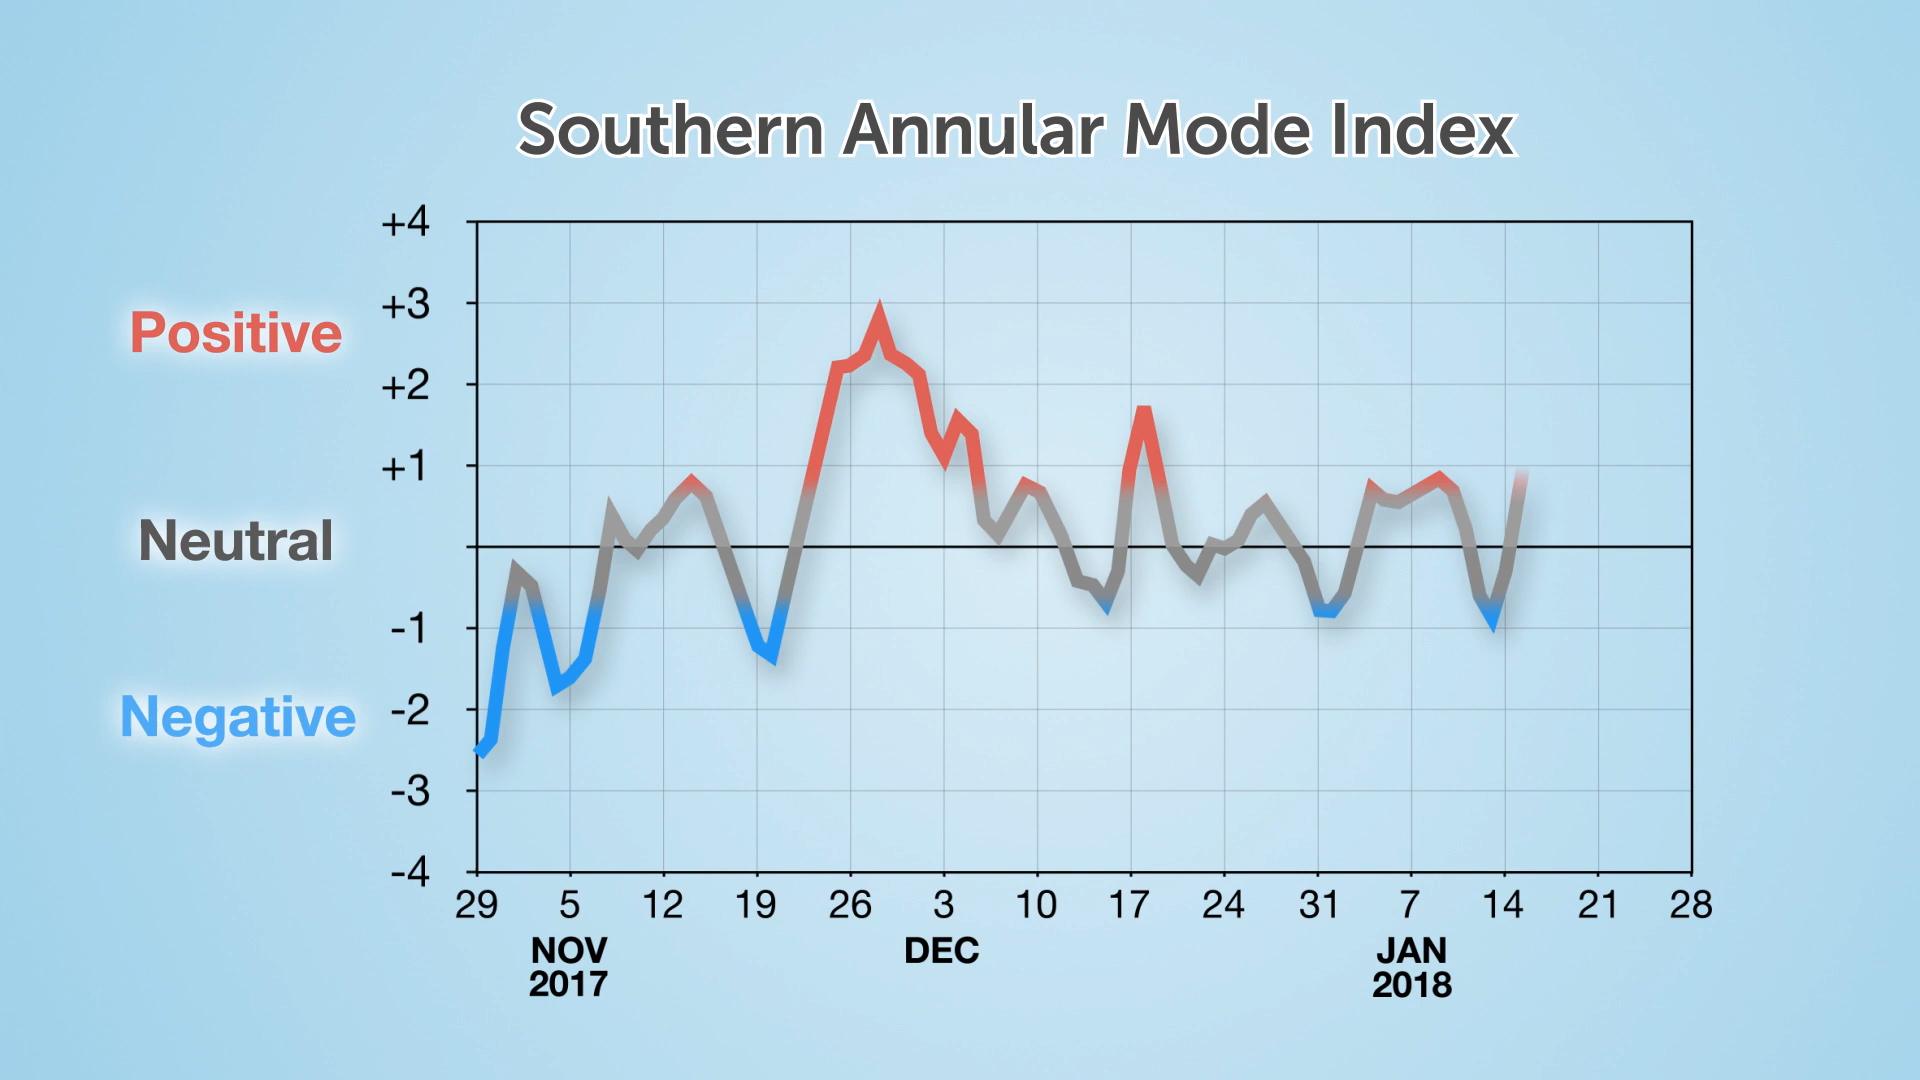 Southern Annular Mode Index
+4
+3
Positive
+2
+1
Neutral
-1
Negative
-2
-3
-4
29 5 12 19 26 3 10 17 24 31 7 14 21 28
NOV DEC JAN
2017 2018